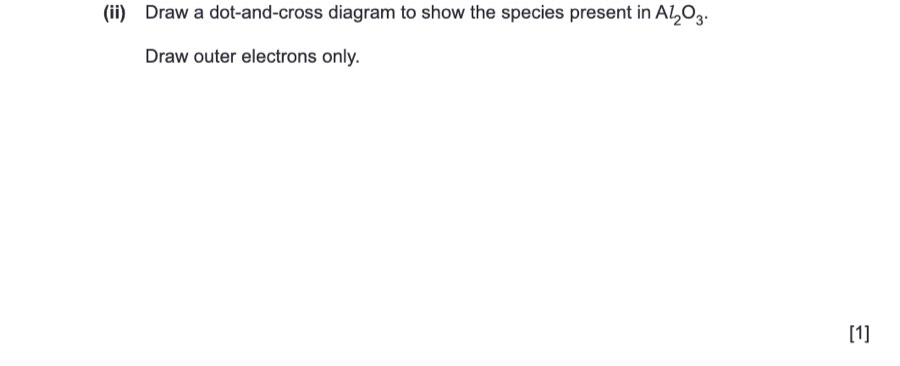 (ii) Draw a dot-and-cross diagram to show the species present in Al₂O₃.
Draw outer electrons only.
[1]